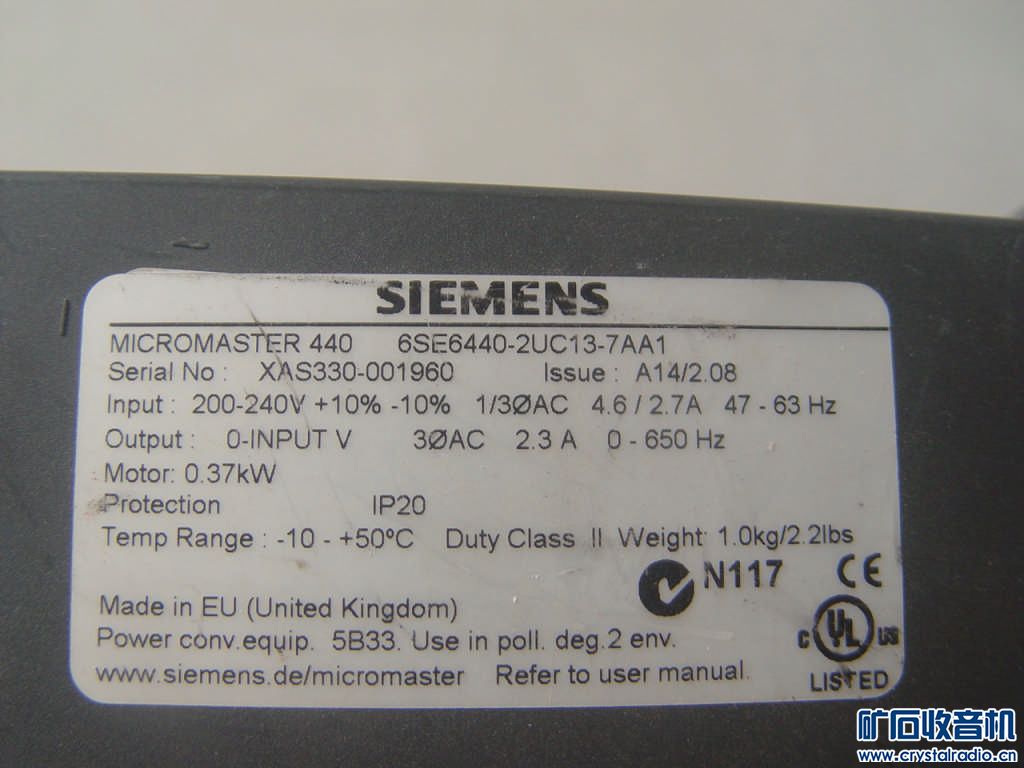 SIEMENS
MICROMASTER 440 6SE6440-2UC13-7AA1
Serial No : XAS330-001960 Issue : A14/2.08
Input : 200-240V +10% -10% 1/3ØAC 4.6 / 2.7A 47 - 63 Hz
Output : 0-INPUT V 3ØAC 2.3 A 0 - 650 Hz
Motor: 0.37kW
Protection IP20
Temp Range : -10 - +50ºC Duty Class II Weight 1.0kg/2.2lbs
N117 CE
Made in EU (United Kingdom)
C UL US
Power conv.equip. 5B33. Use in poll. deg.2 env.
www.siemens.de/micromaster Refer to user manual.
LISTED
矿石收音机
www.crystalradio.cn